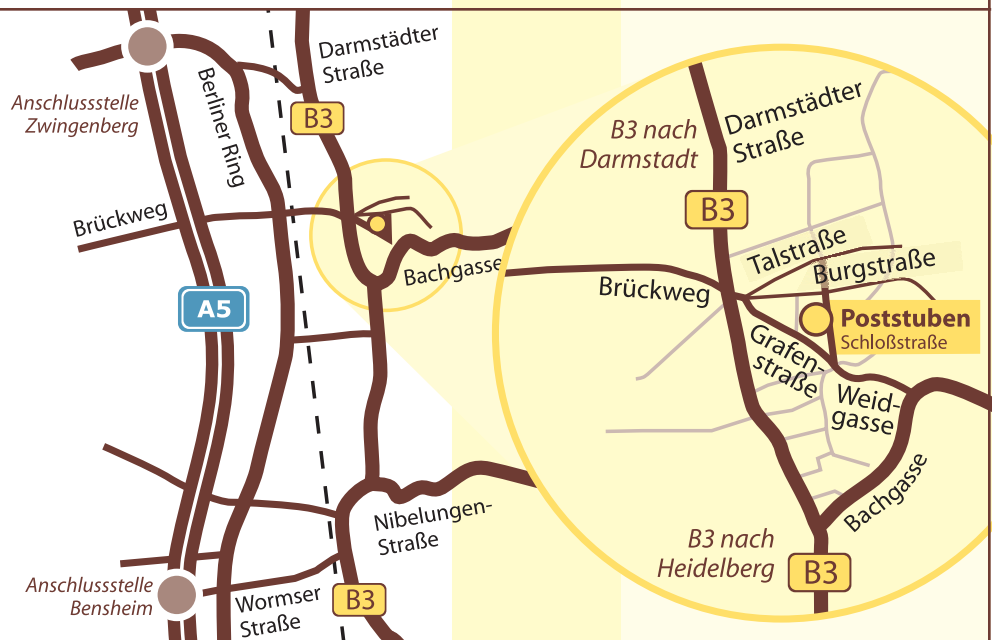 Darmstädter
Straße
Anschlussstelle
Zwingenberg
Berliner Ring
B3
Brückweg
A5
Bachgasse
Nibelungen-
Straße
Anschlussstelle
Bensheim
Wormser
Straße
B3
B3 nach
Darmstadt
Darmstädter
Straße
B3
Talstraße
Burgstraße
Brückweg
Poststuben
Schloßstraße
Grafen-
straße
Weid-
gasse
Bachgasse
B3 nach
Heidelberg
B3